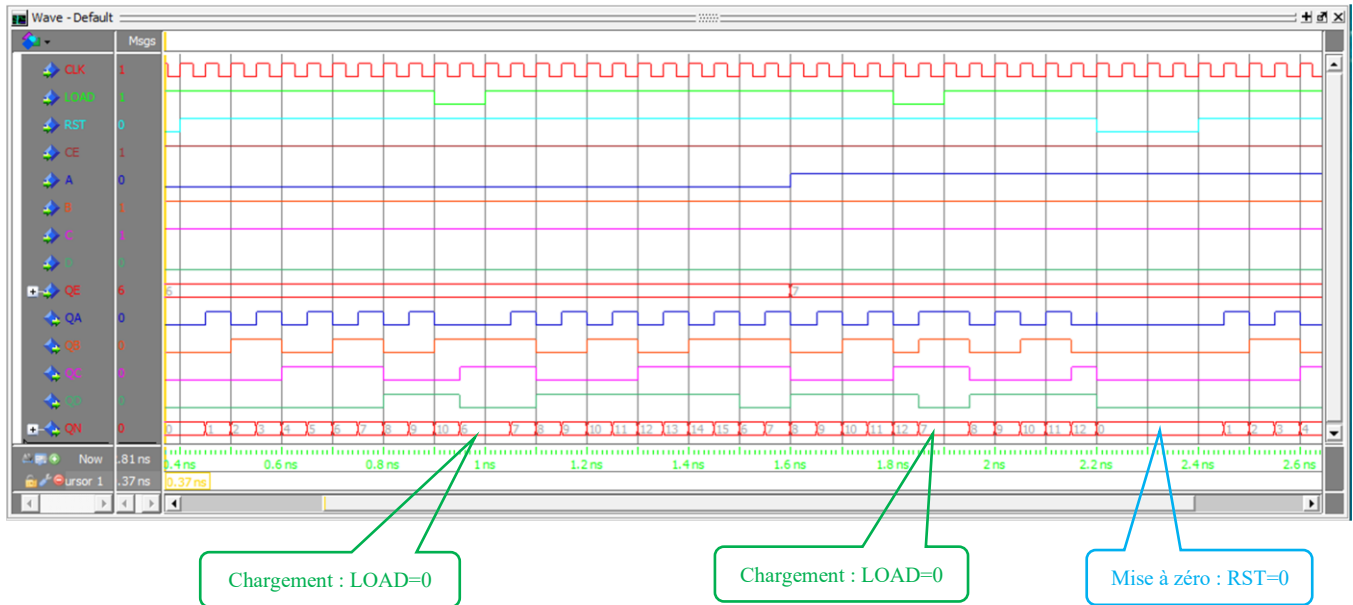 Wave - Default
Msgs
CLK 1
LOAD 1
RST 0
CE 1
A 0
B 1
C 1
D 0
QE 6 6 7
QA 0
QB 0
QC 0
QD 0
QN 0 0 1 2 3 4 5 6 7 8 9 10 6 7 8 9 10 11 12 13 14 15 6 7 8 9 10 11 12 7 8 9 10 11 12 0 1 2 3 4
Now .81 ns 0.4 ns 0.6 ns 0.8 ns 1 ns 1.2 ns 1.4 ns 1.6 ns 1.8 ns 2 ns 2.2 ns 2.4 ns 2.6 ns
ursor 1 .37 ns 0.37 ns
Chargement : LOAD=0
Chargement : LOAD=0
Mise à zéro : RST=0